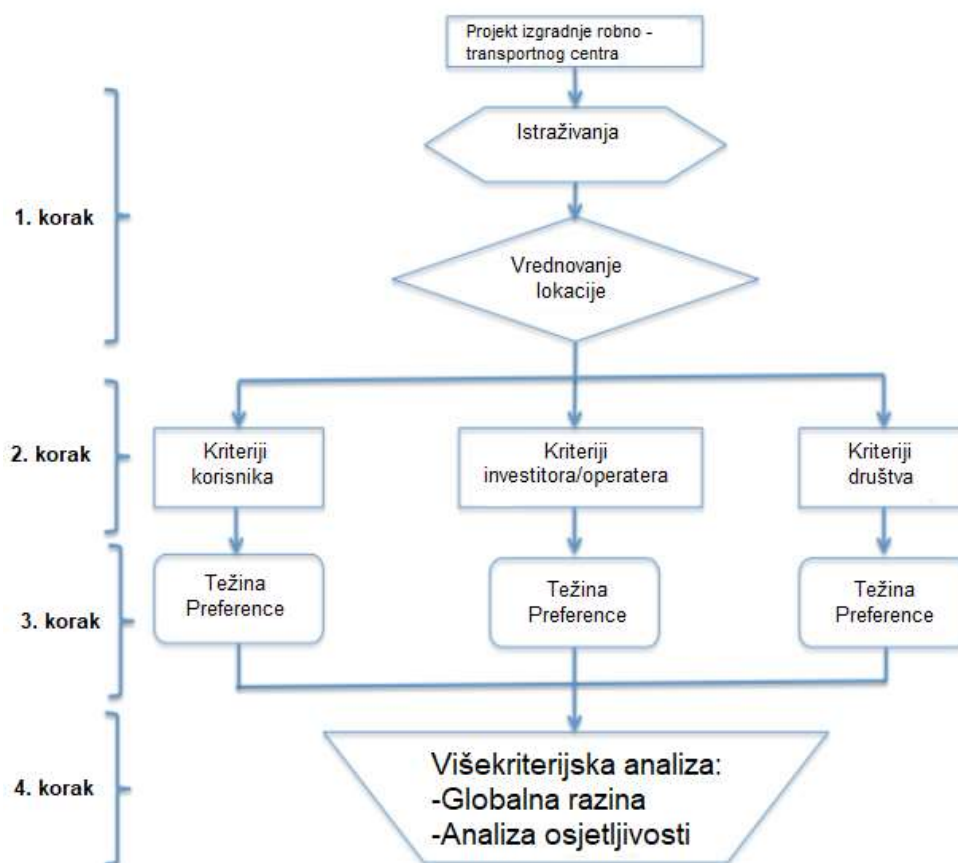 Projekt izgradnje robno -
transportnog centra
Istraživanja
1. korak
Vrednovanje
lokacije
2. korak
Kriteriji
korisnika
Kriteriji
investitora/operatera
Kriteriji
društva
3. korak
Težina
Preference
Težina
Preference
Težina
Preference
4. korak
Višekriterijska analiza:
-Globalna razina
-Analiza osjetljivosti